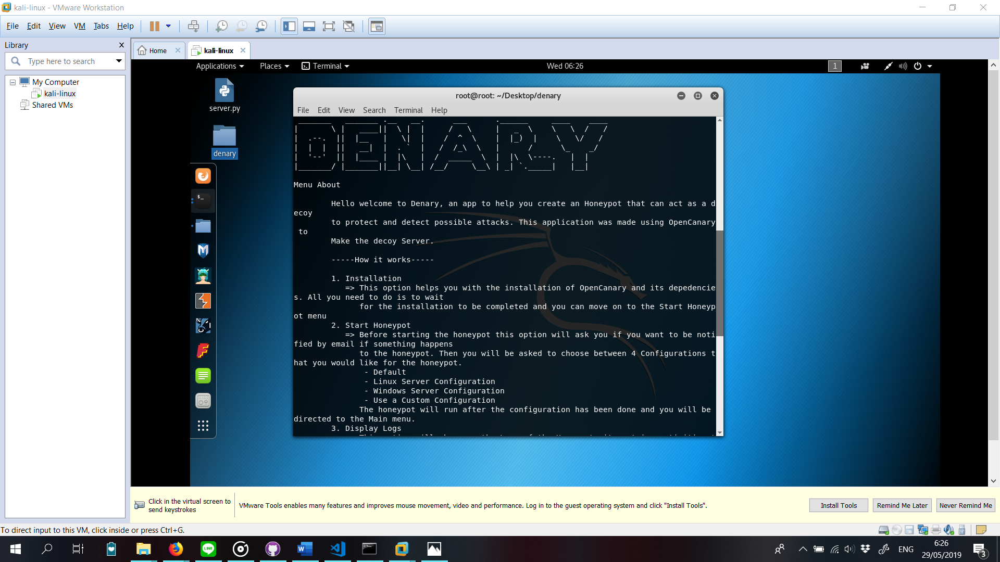 kali-linux - VMware Workstation
File Edit View VM Tabs Help
Library
Type here to search
My Computer
kali-linux
Shared VMs
Home
kali-linux
Applications Places Terminal
Wed 06:26
1
server.py
denary
root@root: ~/Desktop/denary
File Edit View Search Terminal Help
DENARY
Menu About
Hello welcome to Denary, an app to help you create an Honeypot that can act as a d
ecoy
to protect and detect possible attacks. This application was made using OpenCanary
to
Make the decoy Server.
-----How it works-----
1. Installation
=> This option helps you with the installation of OpenCanary and its depedencie
s. All you need to do is to wait
for the installation to be completed and you can move on to the Start Honeyp
ot menu
2. Start Honeypot
=> Before starting the honeypot this option will ask you if you want to be noti
fied by email if something happens
to the honeypot. Then you will be asked to choose between 4 Configurations t
hat you would like for the honeypot.
- Default
- Linux Server Configuration
- Windows Server Configuration
- Use a Custom Configuration
The honeypot will run after the configuration has been done and you will be
directed to the Main menu.
3. Display Logs
Click in the virtual screen to
send keystrokes
VMware Tools enables many features and improves mouse movement, video and performance. Log in to the guest operating system and click "Install Tools".
Install Tools
Remind Me Later
Never Remind Me
To direct input to this VM, click inside or press Ctrl+G.
LINE
ENG
6:26
29/05/2019
3